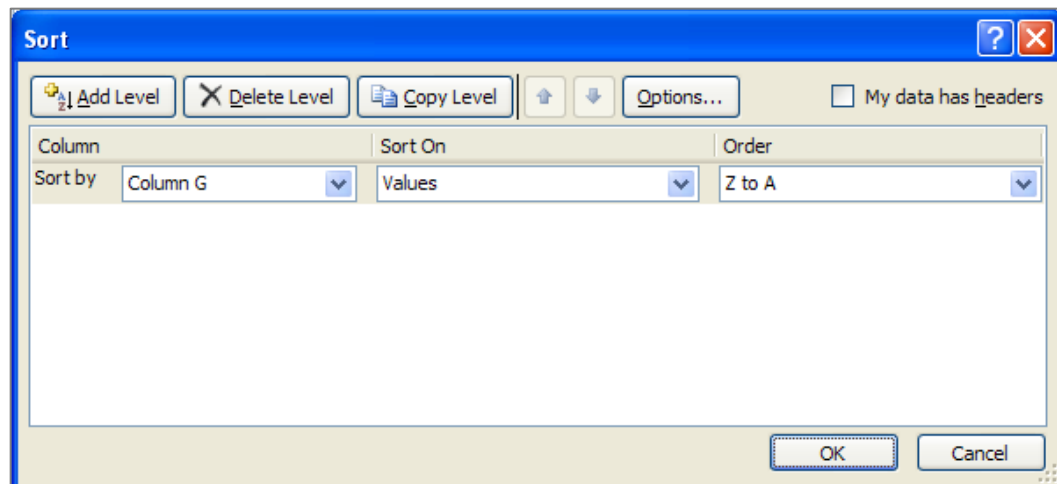 Sort
Add Level Delete Level Copy Level Options... My data has headers
Column Sort On Order
Sort by Column G Values Z to A
OK Cancel